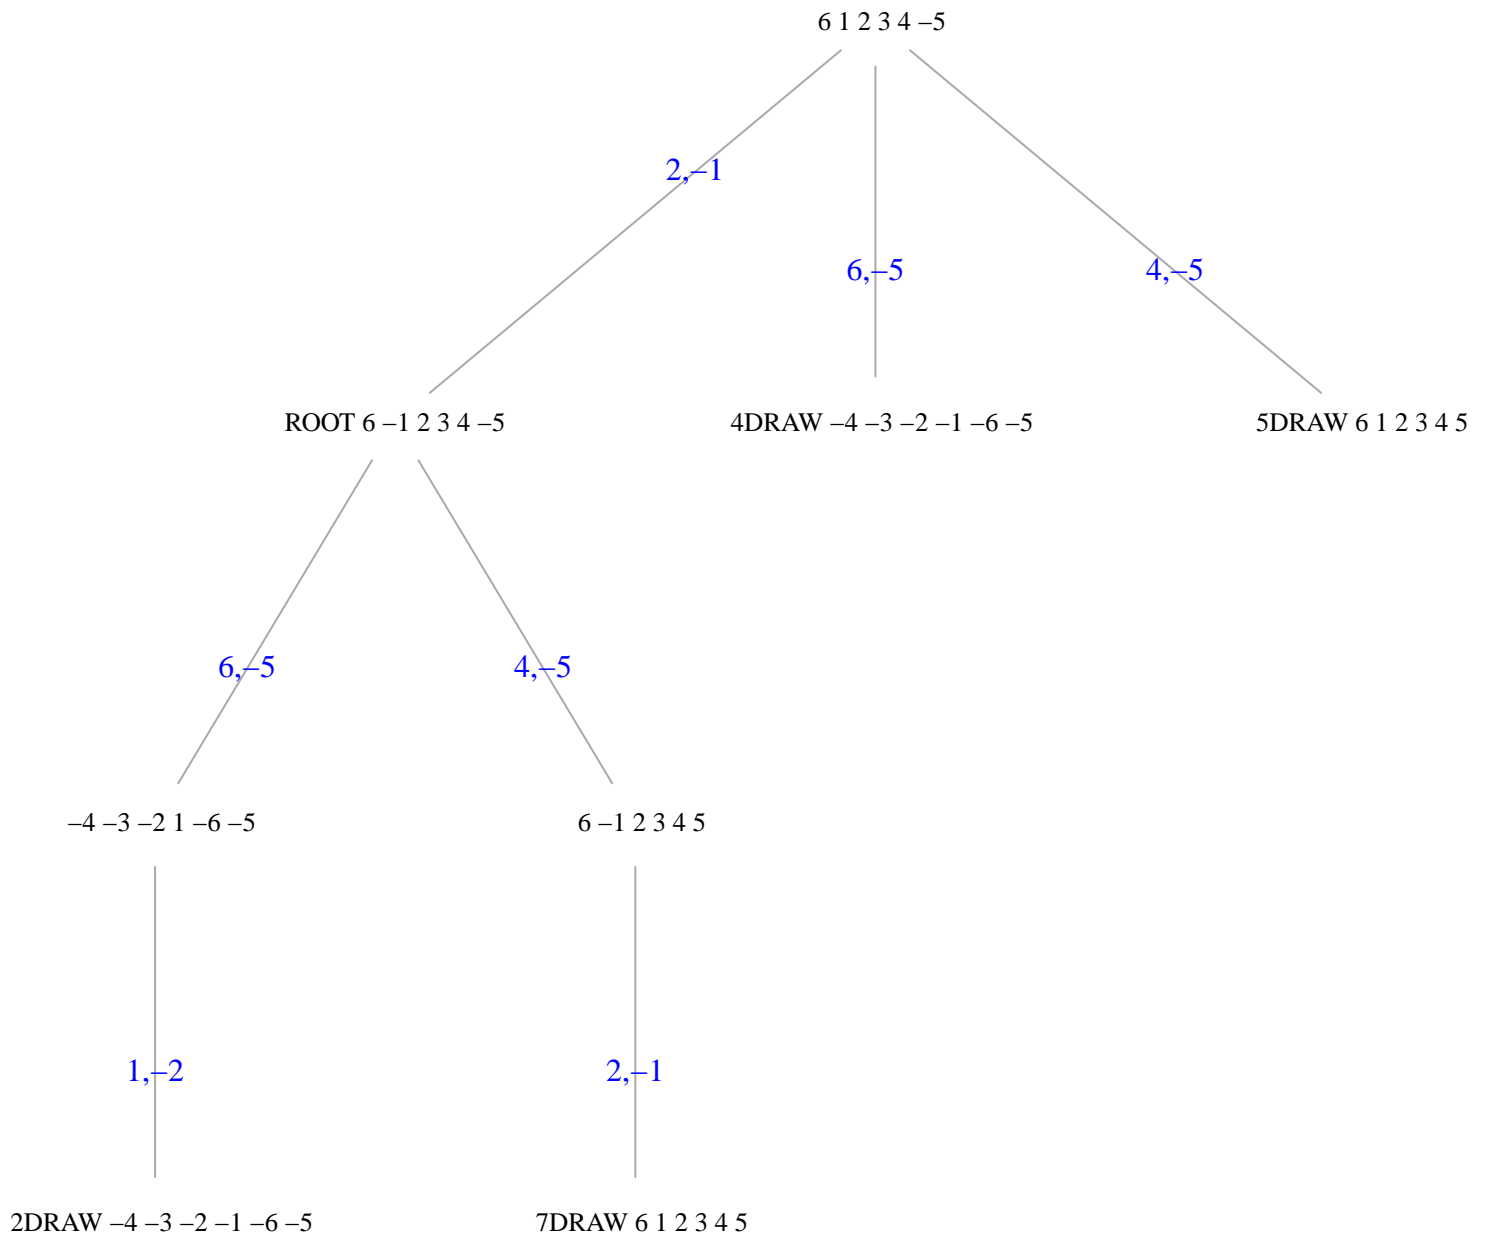 6 1 2 3 4 –5
2,–1
6,–5
4,–5
ROOT 6 –1 2 3 4 –5
4DRAW –4 –3 –2 –1 –6 –5
5DRAW 6 1 2 3 4 5
6,–5
4,–5
–4 –3 –2 1 –6 –5
6 –1 2 3 4 5
1,–2
2,–1
2DRAW –4 –3 –2 –1 –6 –5
7DRAW 6 1 2 3 4 5